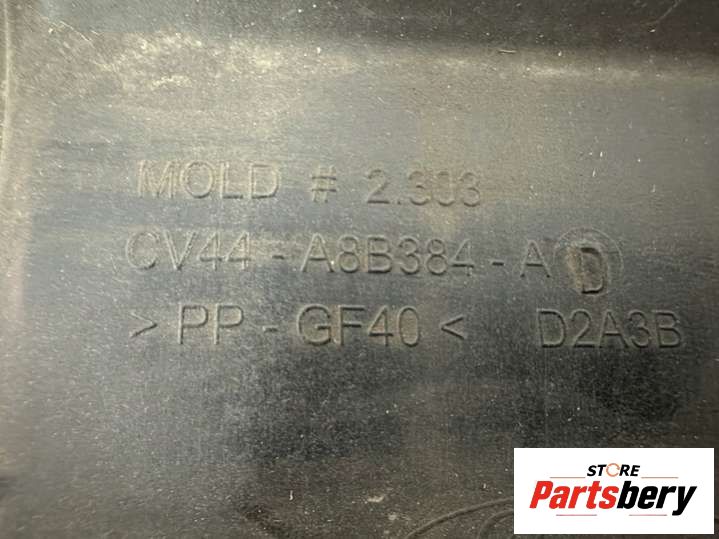 MOLD # 2.303
CV44-A8B384-AD
>PP-GF40< D2A3B
STORE
Partsbery